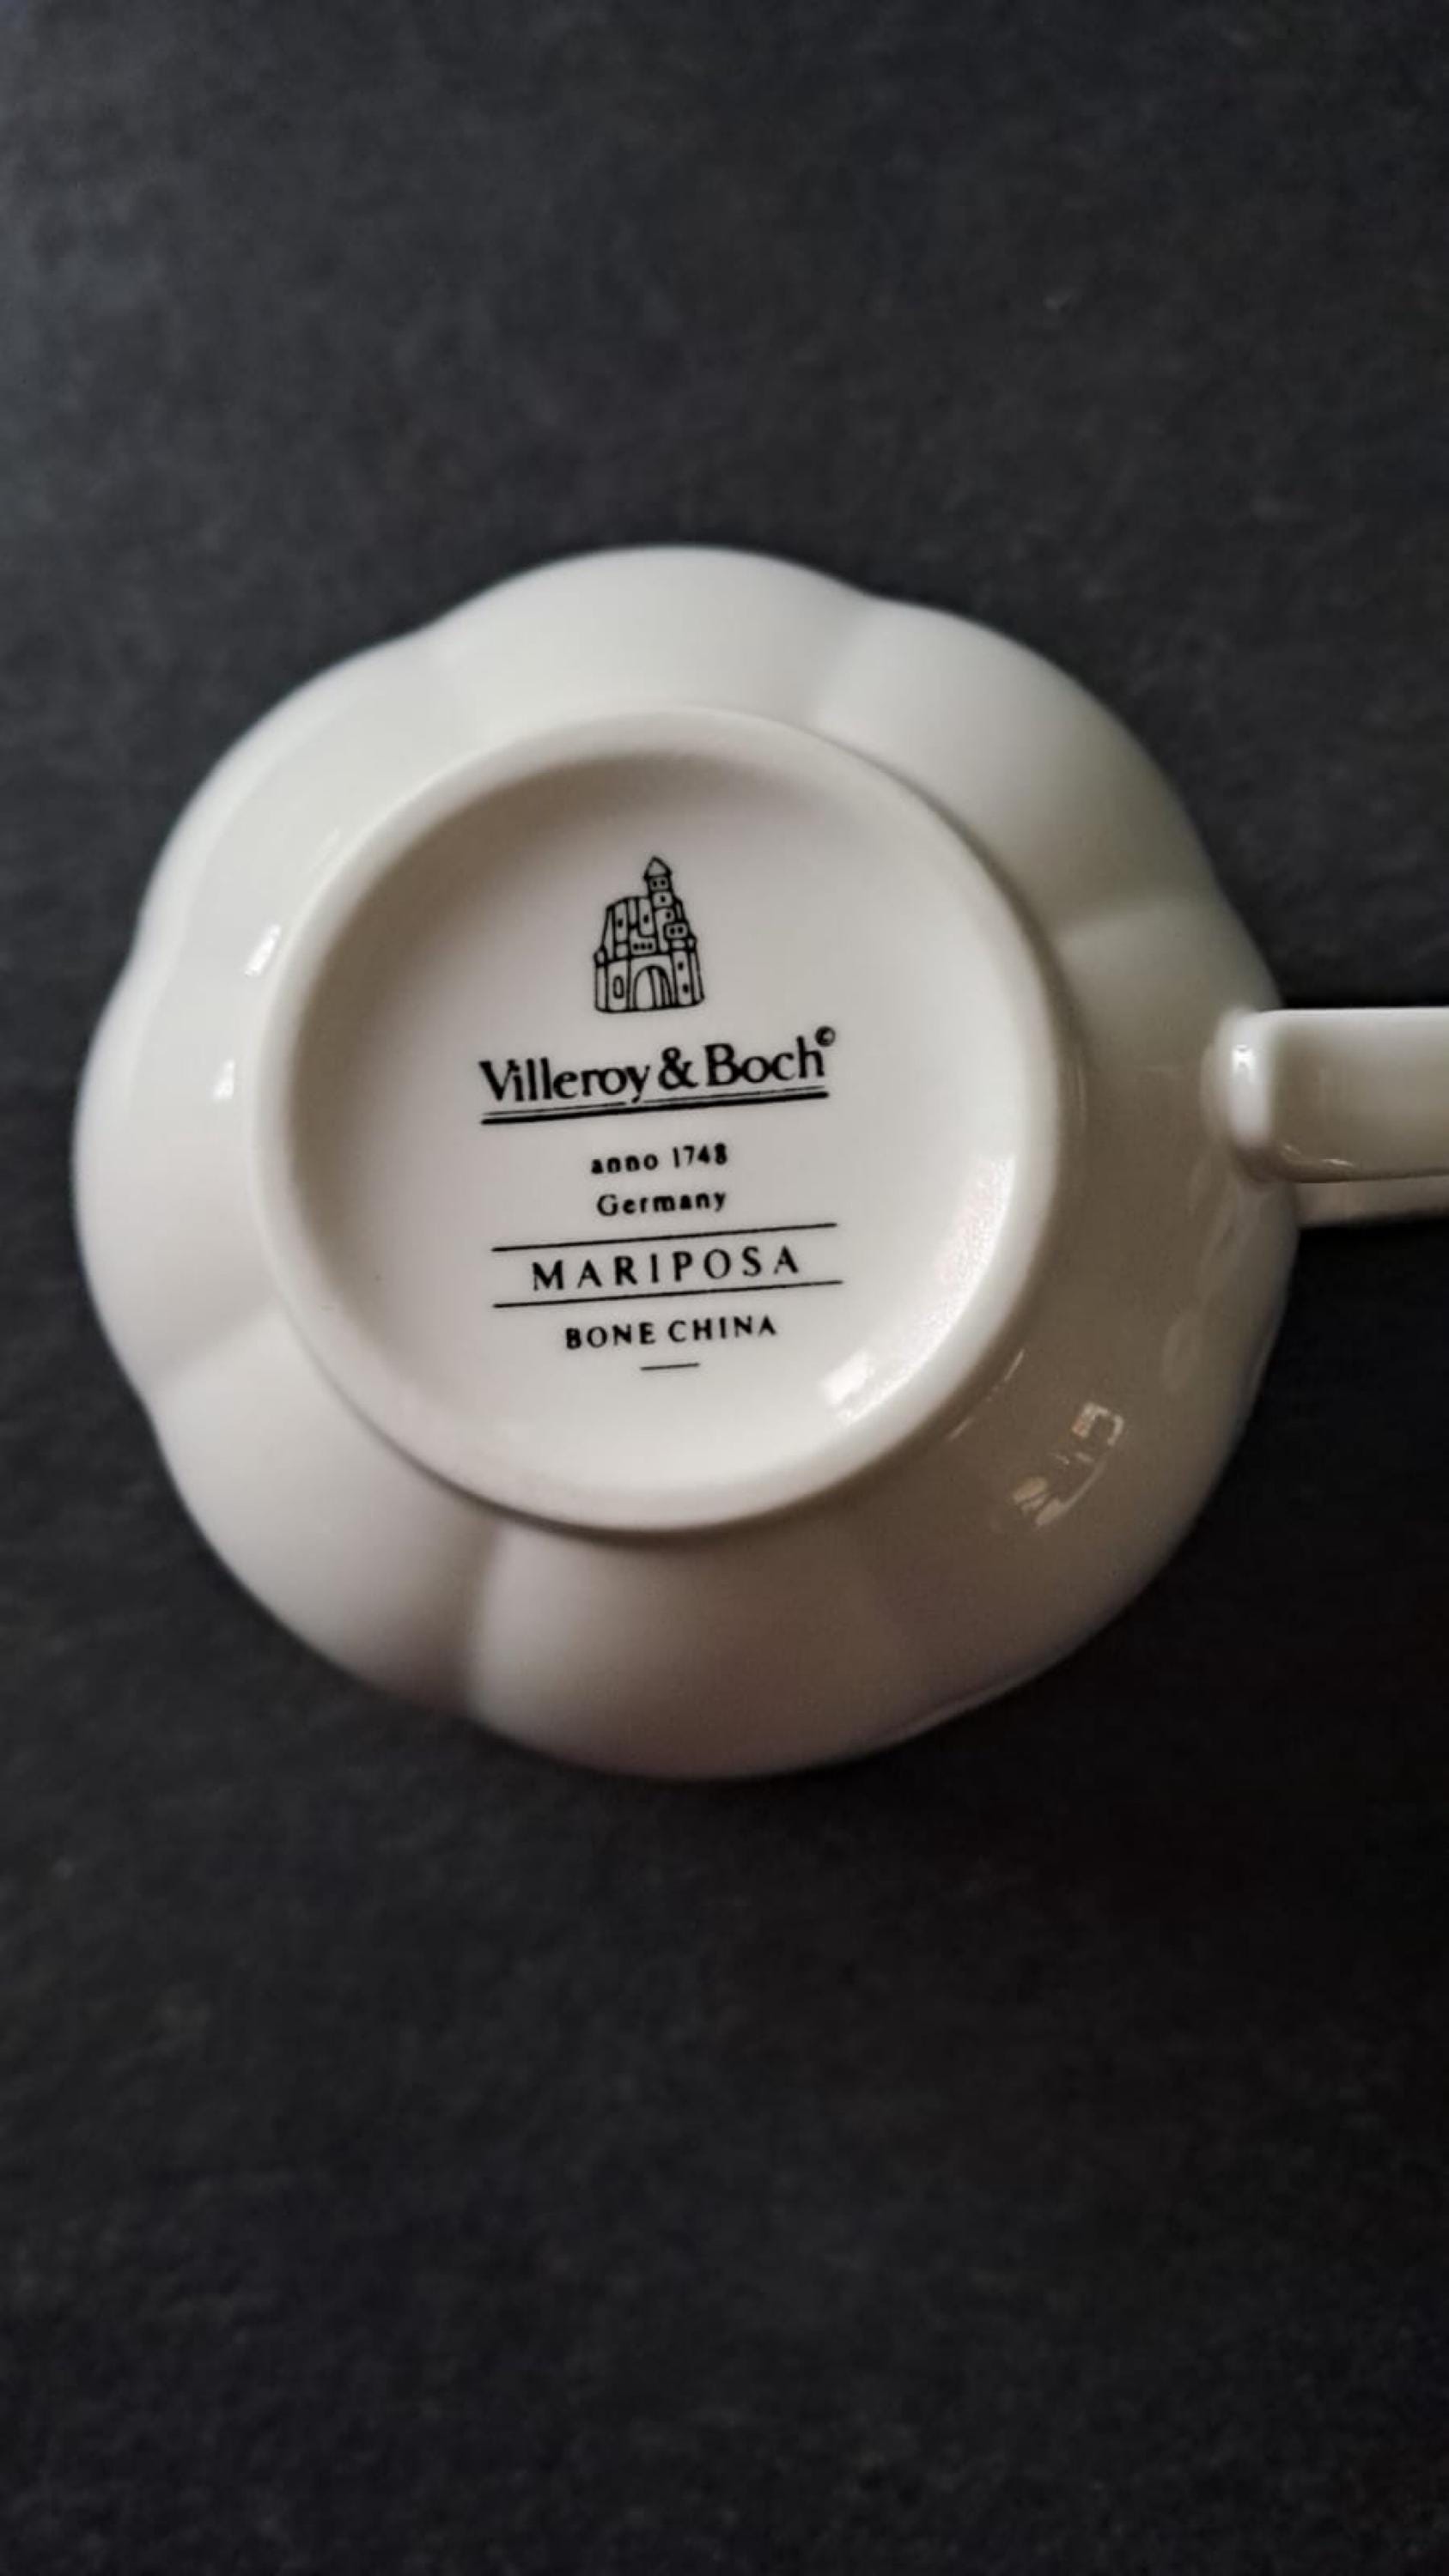 Villeroy & Boch©
anno 1748
Germany
MARIPOSA
BONE CHINA